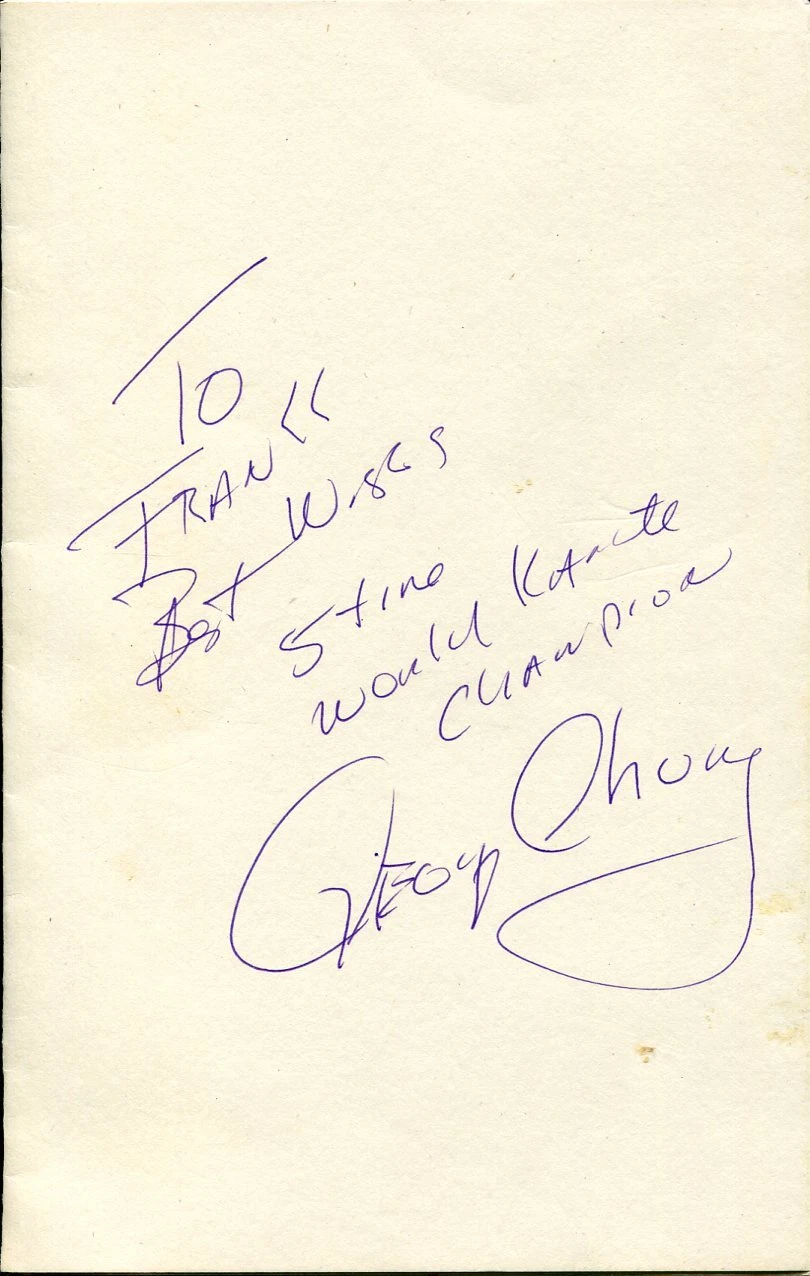 To
FRANK
Best Wishes
5 time
World Karate
Champion
George Chung